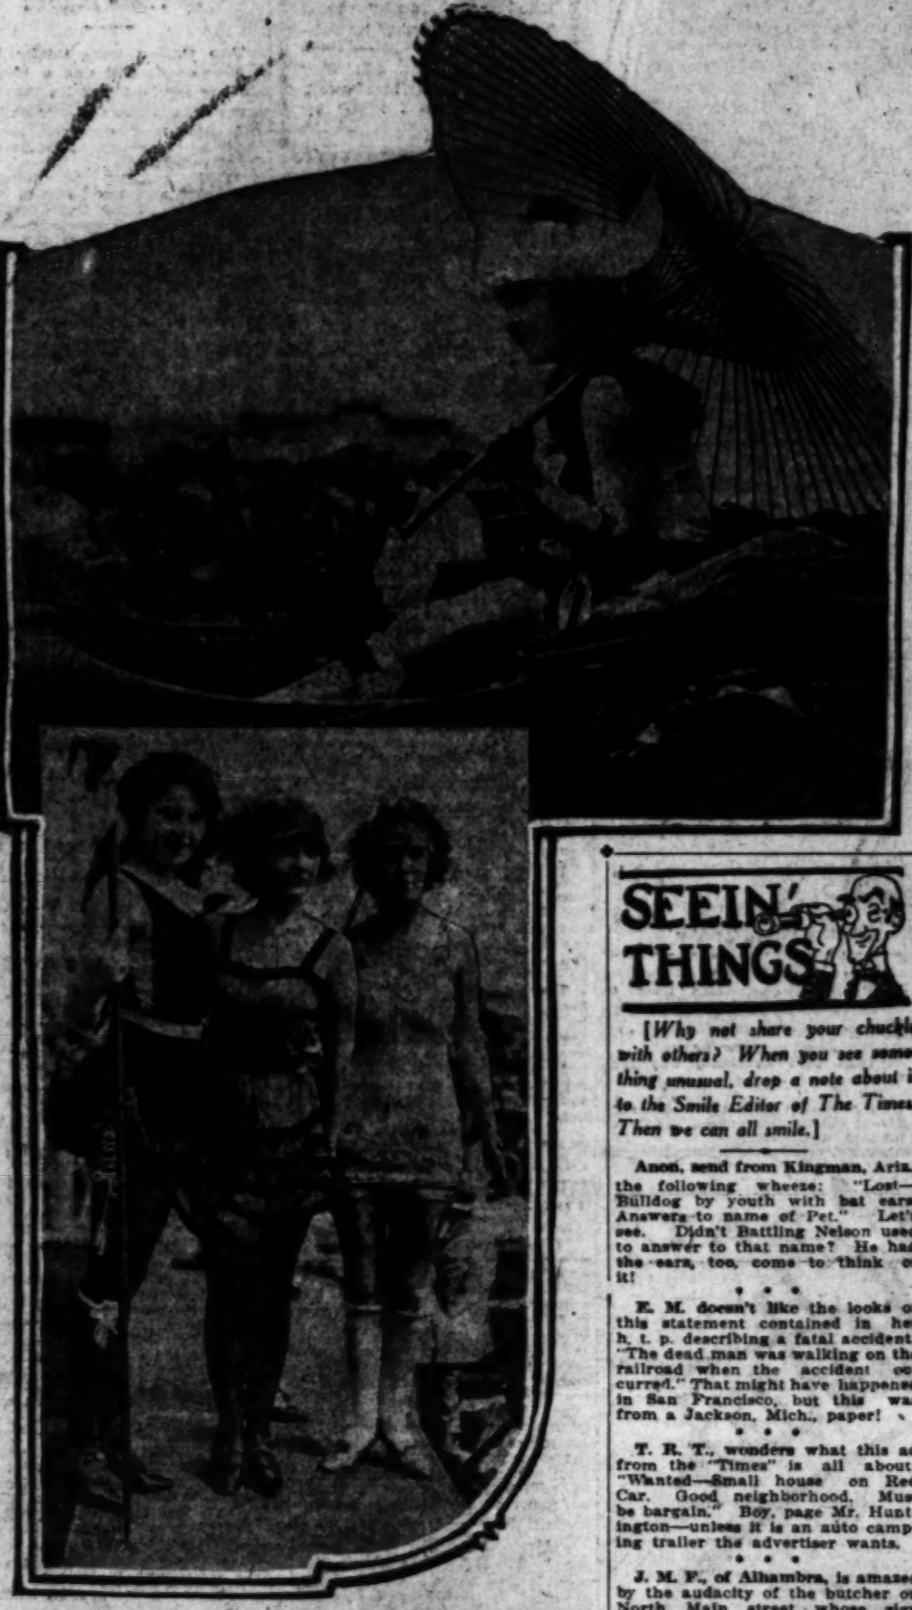 SEEIN'
THINGS
[Why not share your chuckl
with others? When you see some
thing unusual, drop a note about i
to the Smile Editor of The Times
Then we can all smile.]
Anon, send from Kingman, Ariz.
the following wheeze: "Lost—
Bulldog by youth with bat ears
Answers to name of Pet." Let's
see. Didn't Battling Nelson used
to answer to that name? He had
the ears, too, come to think o
it!
E. M. doesn't like the looks o
this statement contained in her
h. t. p. describing a fatal accident
"The dead man was walking on the
railroad when the accident oc
curred." That might have happened
in San Francisco, but this wa
from a Jackson, Mich., paper!
T. R. T., wonders what this ad
from the "Times" is all about
"Wanted—Small house on Red
Car. Good neighborhood. Mus
be bargain." Boy, page Mr. Hunt
ington—unless it is an auto camp
ing trailer the advertiser wants.
J. M. F., of Alhambra, is amazed
by the audacity of the butcher on
North Main street whose sign